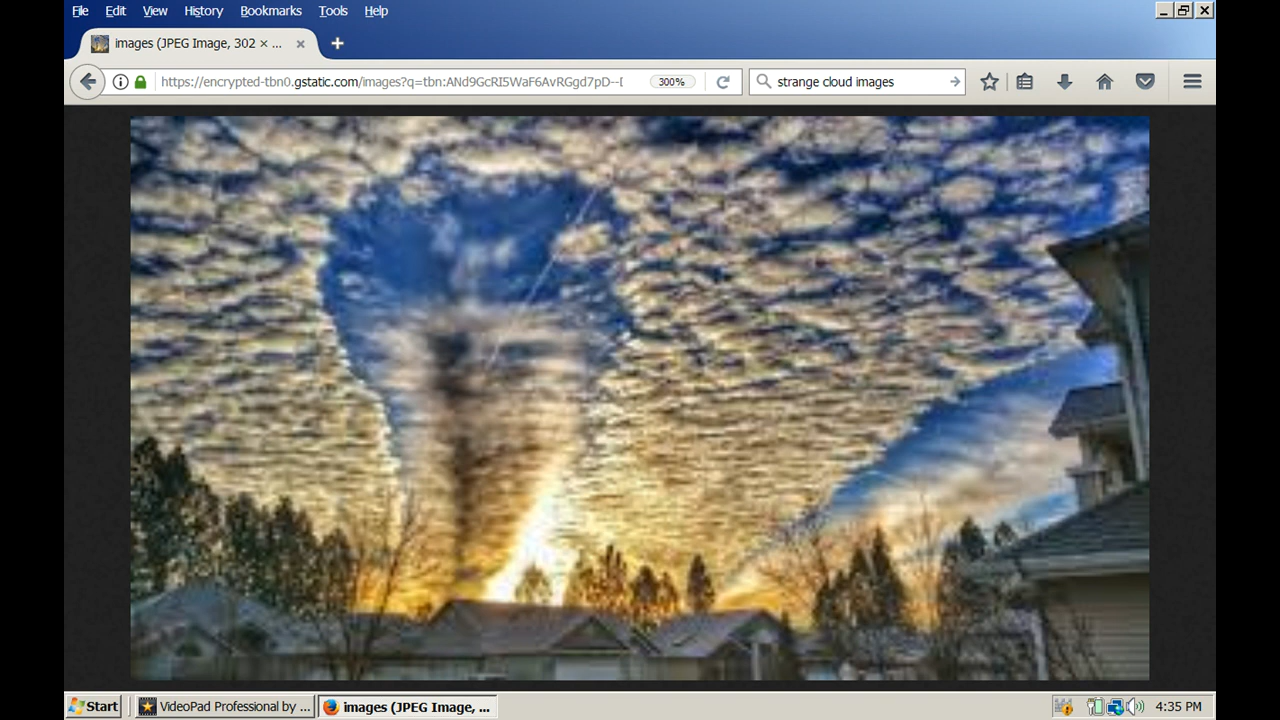 File Edit View History Bookmarks Tools Help
images (JPEG Image, 302 × ...
https://encrypted-tbn0.gstatic.com/images?q=tbn:ANd9GcRI5WaF6AvRGgd7pD--D 300% strange cloud images
Start VideoPad Professional by ... images (JPEG Image, ... 4:35 PM